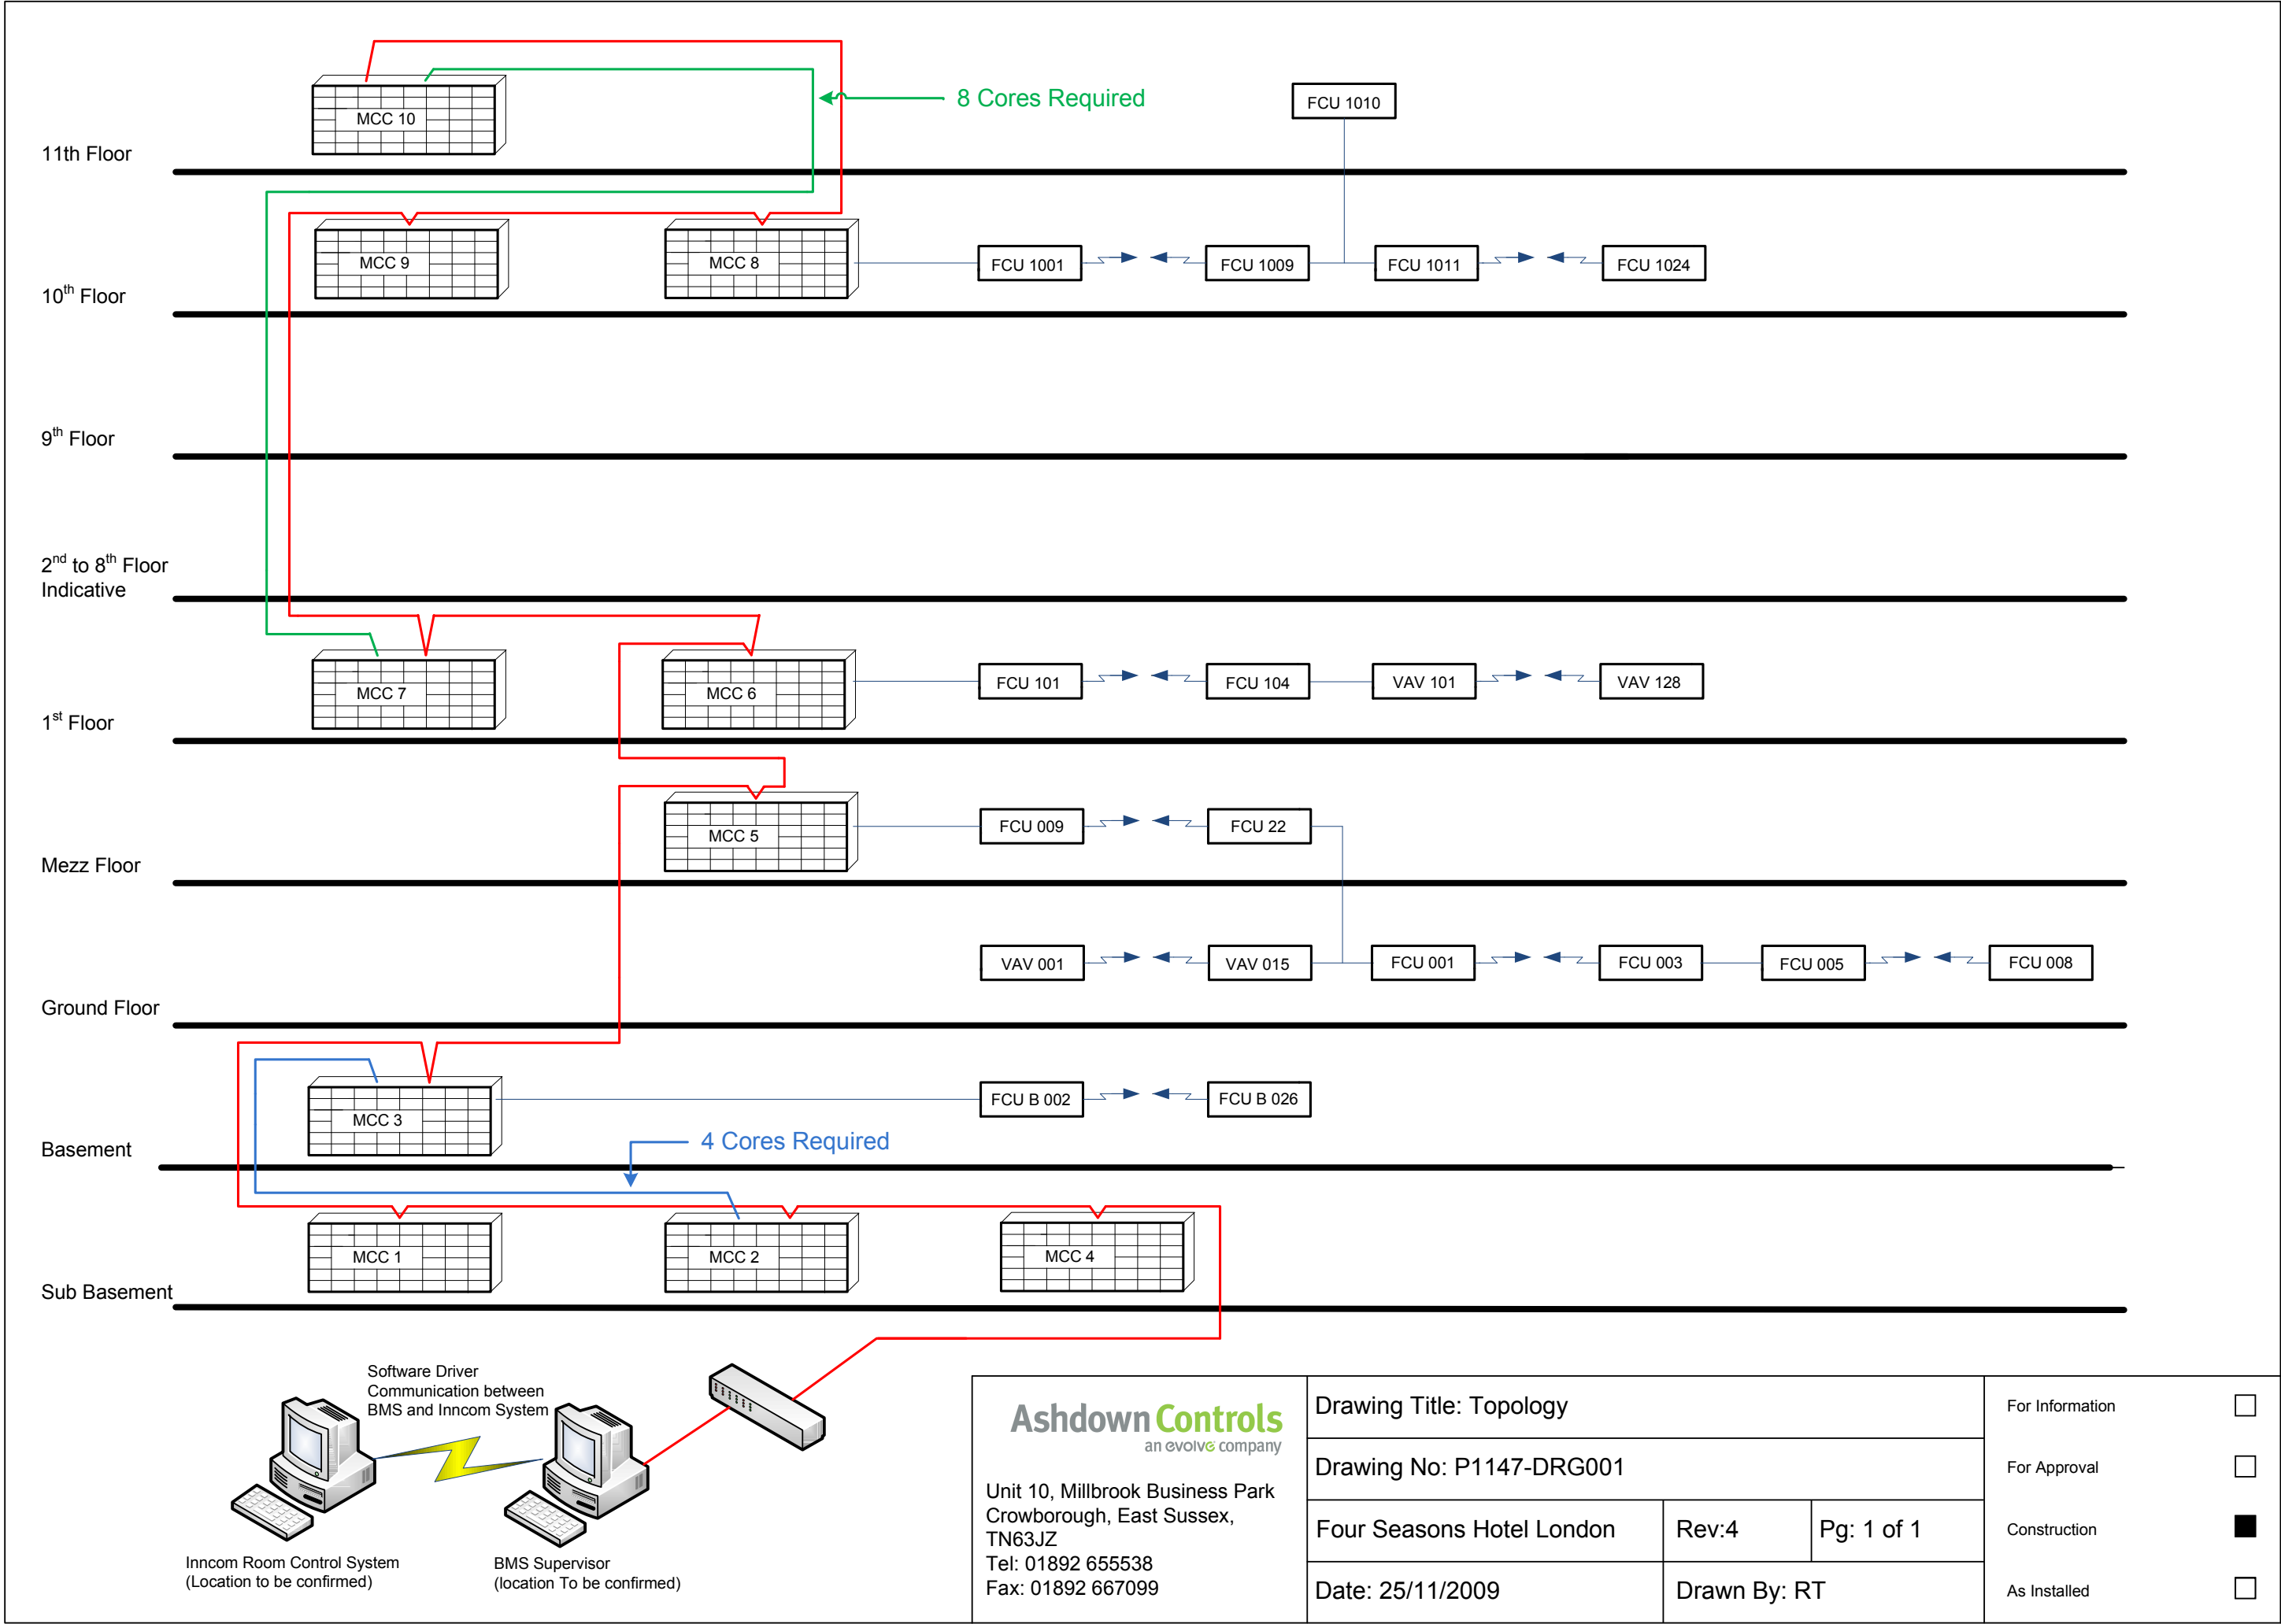 MCC 10
8 Cores Required
FCU 1010
11th Floor
MCC 9
MCC 8
FCU 1001
FCU 1009
FCU 1011
FCU 1024
10th Floor
9th Floor
2nd to 8th Floor
Indicative
MCC 7
MCC 6
FCU 101
FCU 104
VAV 101
VAV 128
1st Floor
MCC 5
FCU 009
FCU 22
Mezz Floor
VAV 001
VAV 015
FCU 001
FCU 003
FCU 005
FCU 008
Ground Floor
MCC 3
FCU B 002
FCU B 026
4 Cores Required
Basement
MCC 1
MCC 2
MCC 4
Sub Basement
Software Driver
Communication between
BMS and Inncom System
Inncom Room Control System
(Location to be confirmed)
BMS Supervisor
(location To be confirmed)
Ashdown Controls
an evolve company
Unit 10, Millbrook Business Park
Crowborough, East Sussex,
TN63JZ
Tel: 01892 655538
Fax: 01892 667099
Drawing Title: Topology
Drawing No: P1147-DRG001
Four Seasons Hotel London
Rev:4
Pg: 1 of 1
Date: 25/11/2009
Drawn By: RT
For Information
For Approval
Construction
As Installed